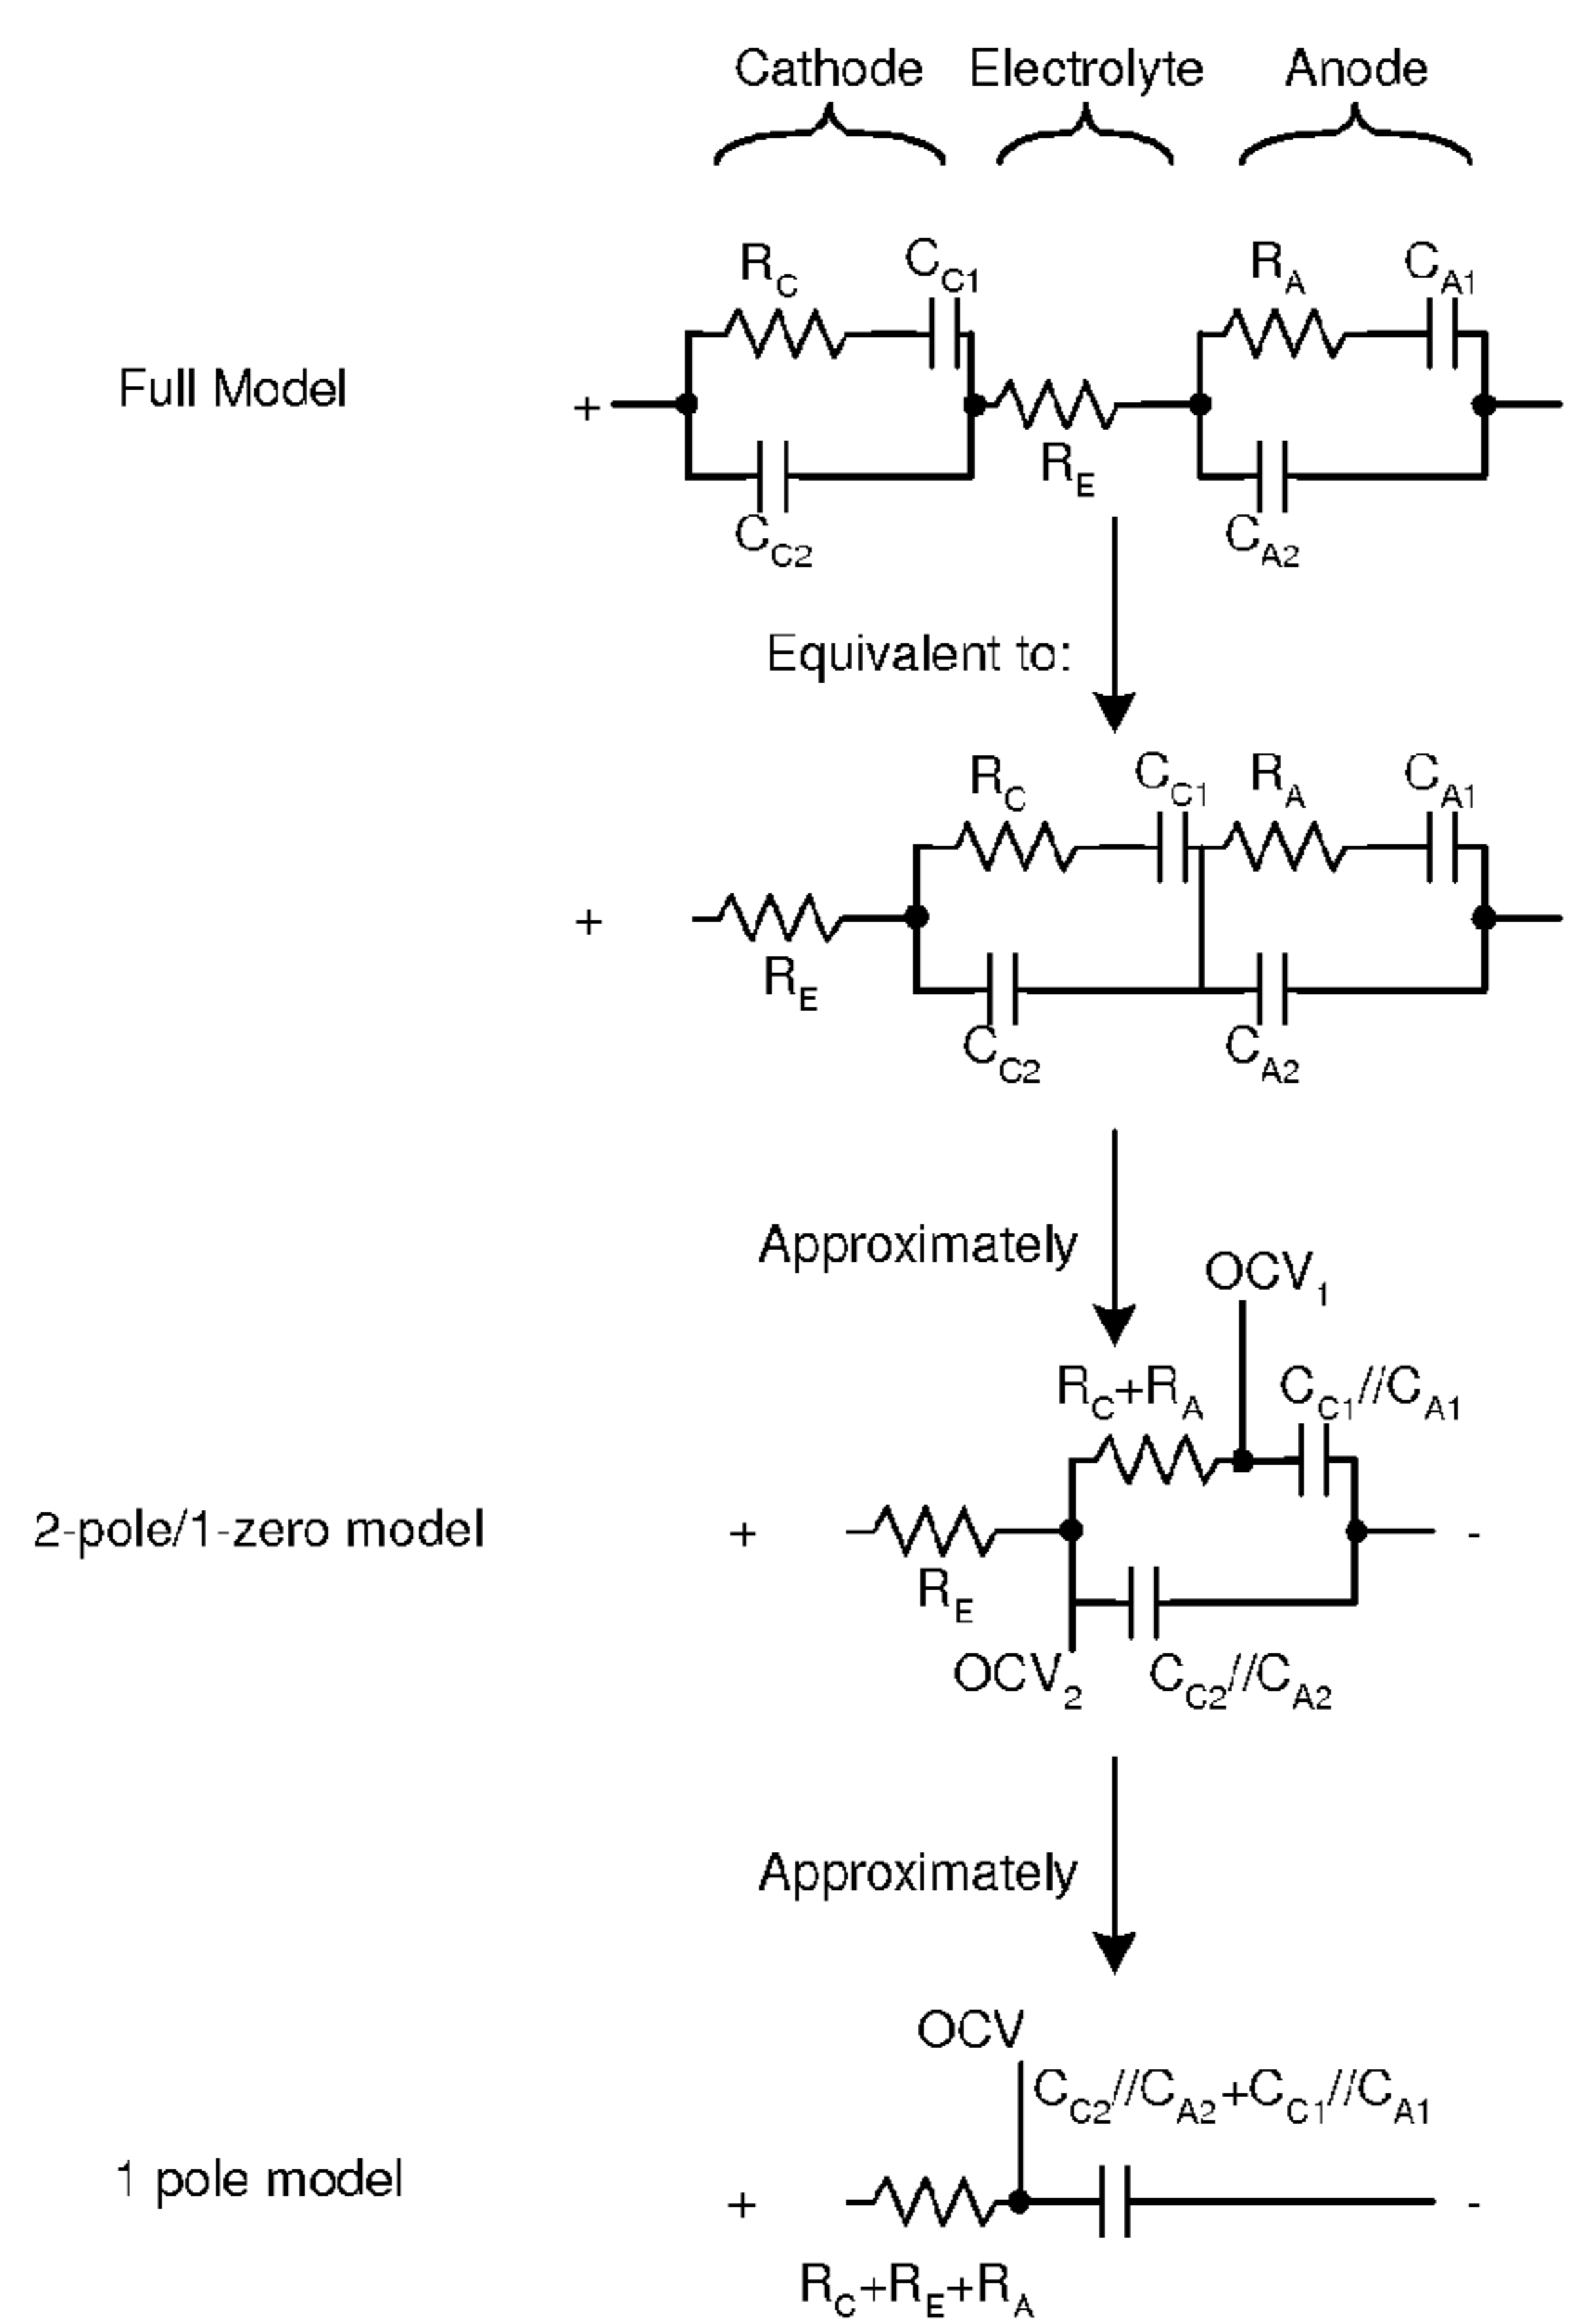 Cathode Electrolyte Anode
R_C C_C1 R_A C_A1
Full Model +
R_E
C_C2 C_A2
Equivalent to:
R_C C_C1 R_A C_A1
+
R_E
C_C2 C_A2
Approximately
OCV_1
R_C+R_A C_C1//C_A1
2-pole/1-zero model + -
R_E
OCV_2 C_C2//C_A2
Approximately
OCV
C_C2//C_A2+C_C1//C_A1
1 pole model + -
R_C+R_E+R_A